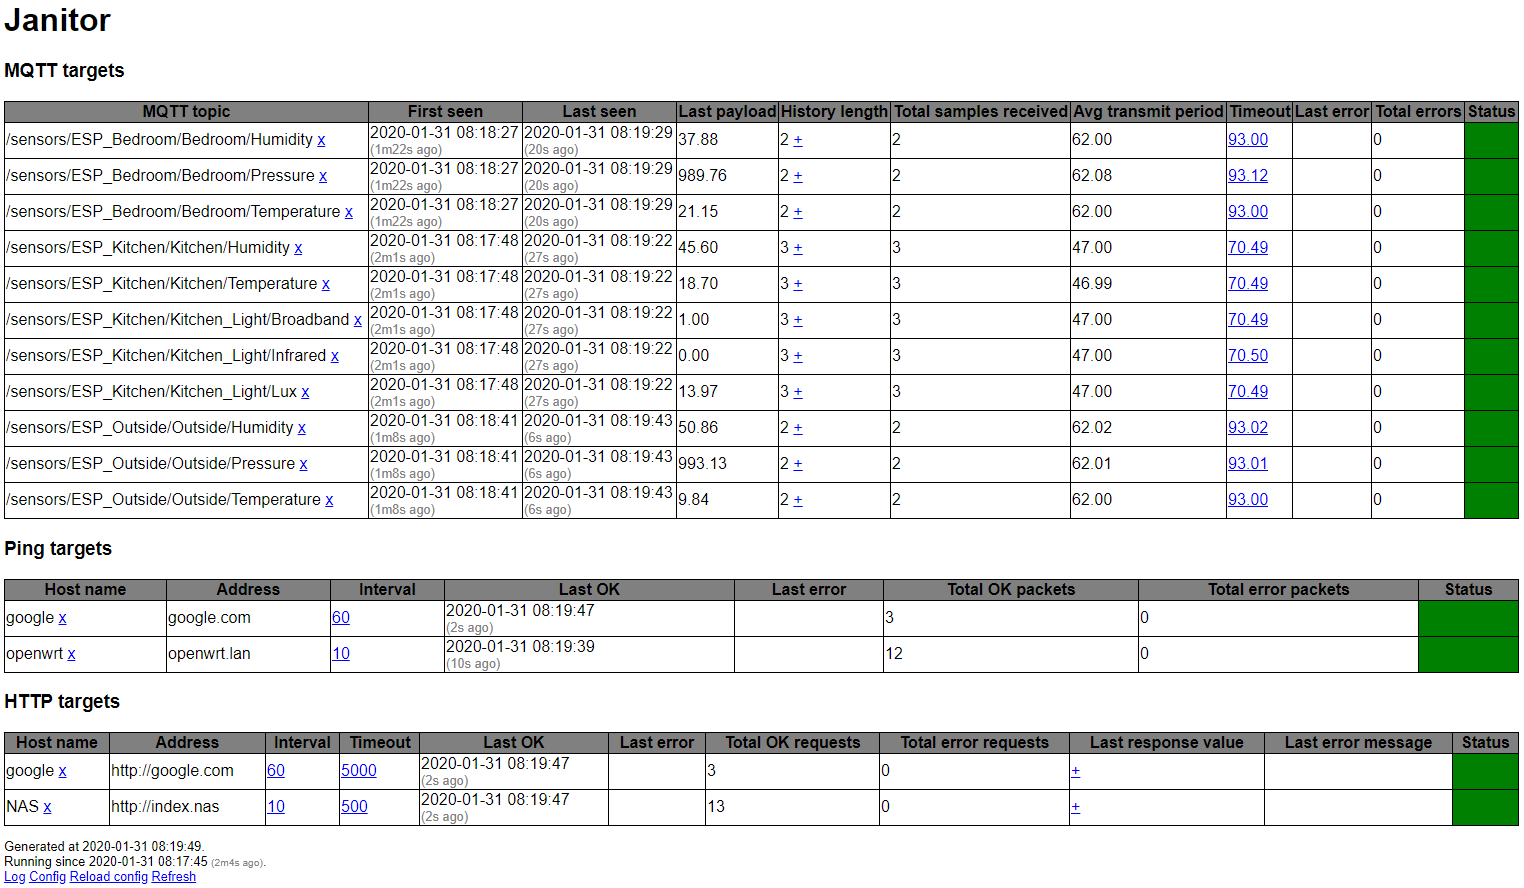 Janitor
MQTT targets
MQTT topic First seen Last seen Last payload History length Total samples received Avg transmit period Timeout Last error Total errors Status
/sensors/ESP_Bedroom/Bedroom/Humidity x 2020-01-31 08:18:27 (1m22s ago) 2020-01-31 08:19:29 (20s ago) 37.88 2 + 2 62.00 93.00 0
/sensors/ESP_Bedroom/Bedroom/Pressure x 2020-01-31 08:18:27 (1m22s ago) 2020-01-31 08:19:29 (20s ago) 989.76 2 + 2 62.08 93.12 0
/sensors/ESP_Bedroom/Bedroom/Temperature x 2020-01-31 08:18:27 (1m22s ago) 2020-01-31 08:19:29 (20s ago) 21.15 2 + 2 62.00 93.00 0
/sensors/ESP_Kitchen/Kitchen/Humidity x 2020-01-31 08:17:48 (2m1s ago) 2020-01-31 08:19:22 (27s ago) 45.60 3 + 3 47.00 70.49 0
/sensors/ESP_Kitchen/Kitchen/Temperature x 2020-01-31 08:17:48 (2m1s ago) 2020-01-31 08:19:22 (27s ago) 18.70 3 + 3 46.99 70.49 0
/sensors/ESP_Kitchen/Kitchen_Light/Broadband x 2020-01-31 08:17:48 (2m1s ago) 2020-01-31 08:19:22 (27s ago) 1.00 3 + 3 47.00 70.49 0
/sensors/ESP_Kitchen/Kitchen_Light/Infrared x 2020-01-31 08:17:48 (2m1s ago) 2020-01-31 08:19:22 (27s ago) 0.00 3 + 3 47.00 70.50 0
/sensors/ESP_Kitchen/Kitchen_Light/Lux x 2020-01-31 08:17:48 (2m1s ago) 2020-01-31 08:19:22 (27s ago) 13.97 3 + 3 47.00 70.49 0
/sensors/ESP_Outside/Outside/Humidity x 2020-01-31 08:18:41 (1m8s ago) 2020-01-31 08:19:43 (6s ago) 50.86 2 + 2 62.02 93.02 0
/sensors/ESP_Outside/Outside/Pressure x 2020-01-31 08:18:41 (1m8s ago) 2020-01-31 08:19:43 (6s ago) 993.13 2 + 2 62.01 93.01 0
/sensors/ESP_Outside/Outside/Temperature x 2020-01-31 08:18:41 (1m8s ago) 2020-01-31 08:19:43 (6s ago) 9.84 2 + 2 62.00 93.00 0
Ping targets
Host name Address Interval Last OK Last error Total OK packets Total error packets Status
google x google.com 60 2020-01-31 08:19:47 (2s ago) 3 0
openwrt x openwrt.lan 10 2020-01-31 08:19:39 (10s ago) 12 0
HTTP targets
Host name Address Interval Timeout Last OK Last error Total OK requests Total error requests Last response value Last error message Status
google x http://google.com 60 5000 2020-01-31 08:19:47 (2s ago) 3 0 +
NAS x http://index.nas 10 500 2020-01-31 08:19:47 (2s ago) 13 0 +
Generated at 2020-01-31 08:19:49.
Running since 2020-01-31 08:17:45 (2m4s ago).
Log Config Reload config Refresh